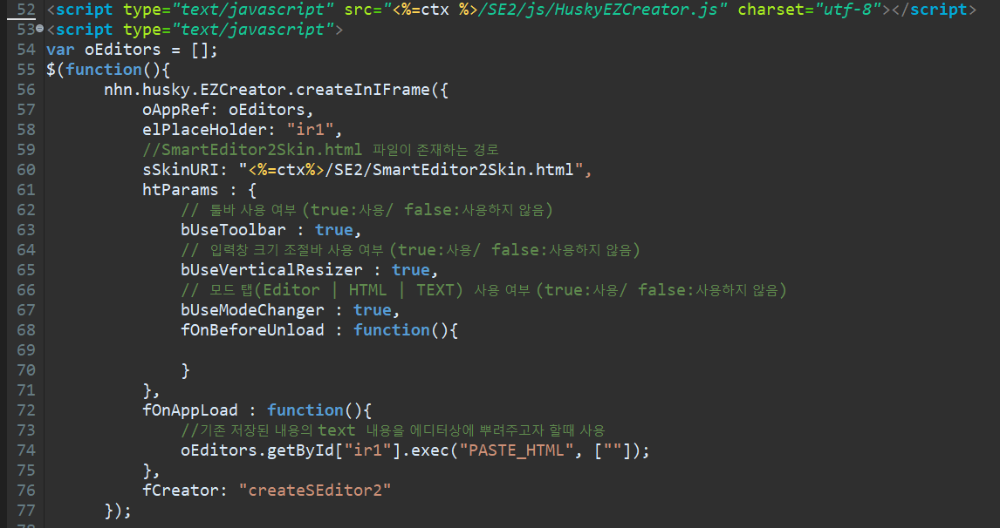 52 <script type="text/javascript" src="<%=ctx %>/SE2/js/HuskyEZCreator.js" charset="utf-8"></script>
53 <script type="text/javascript">
54 var oEditors = [];
55 $(function(){
56 nhn.husky.EZCreator.createInIFrame({
57 oAppRef: oEditors,
58 elPlaceHolder: "ir1",
59 //SmartEditor2Skin.html 파일이 존재하는 경로
60 sSkinURI: "<%=ctx%>/SE2/SmartEditor2Skin.html",
61 htParams : {
62 // 툴바 사용 여부 (true:사용/ false:사용하지 않음)
63 bUseToolbar : true,
64 // 입력창 크기 조절바 사용 여부 (true:사용/ false:사용하지 않음)
65 bUseVerticalResizer : true,
66 // 모드 탭(Editor | HTML | TEXT) 사용 여부 (true:사용/ false:사용하지 않음)
67 bUseModeChanger : true,
68 fOnBeforeUnload : function(){
69
70 }
71 },
72 fOnAppLoad : function(){
73 //기존 저장된 내용의 text 내용을 에디터상에 뿌려주고자 할때 사용
74 oEditors.getById["ir1"].exec("PASTE_HTML", [""]);
75 },
76 fCreator: "createSEditor2"
77 });